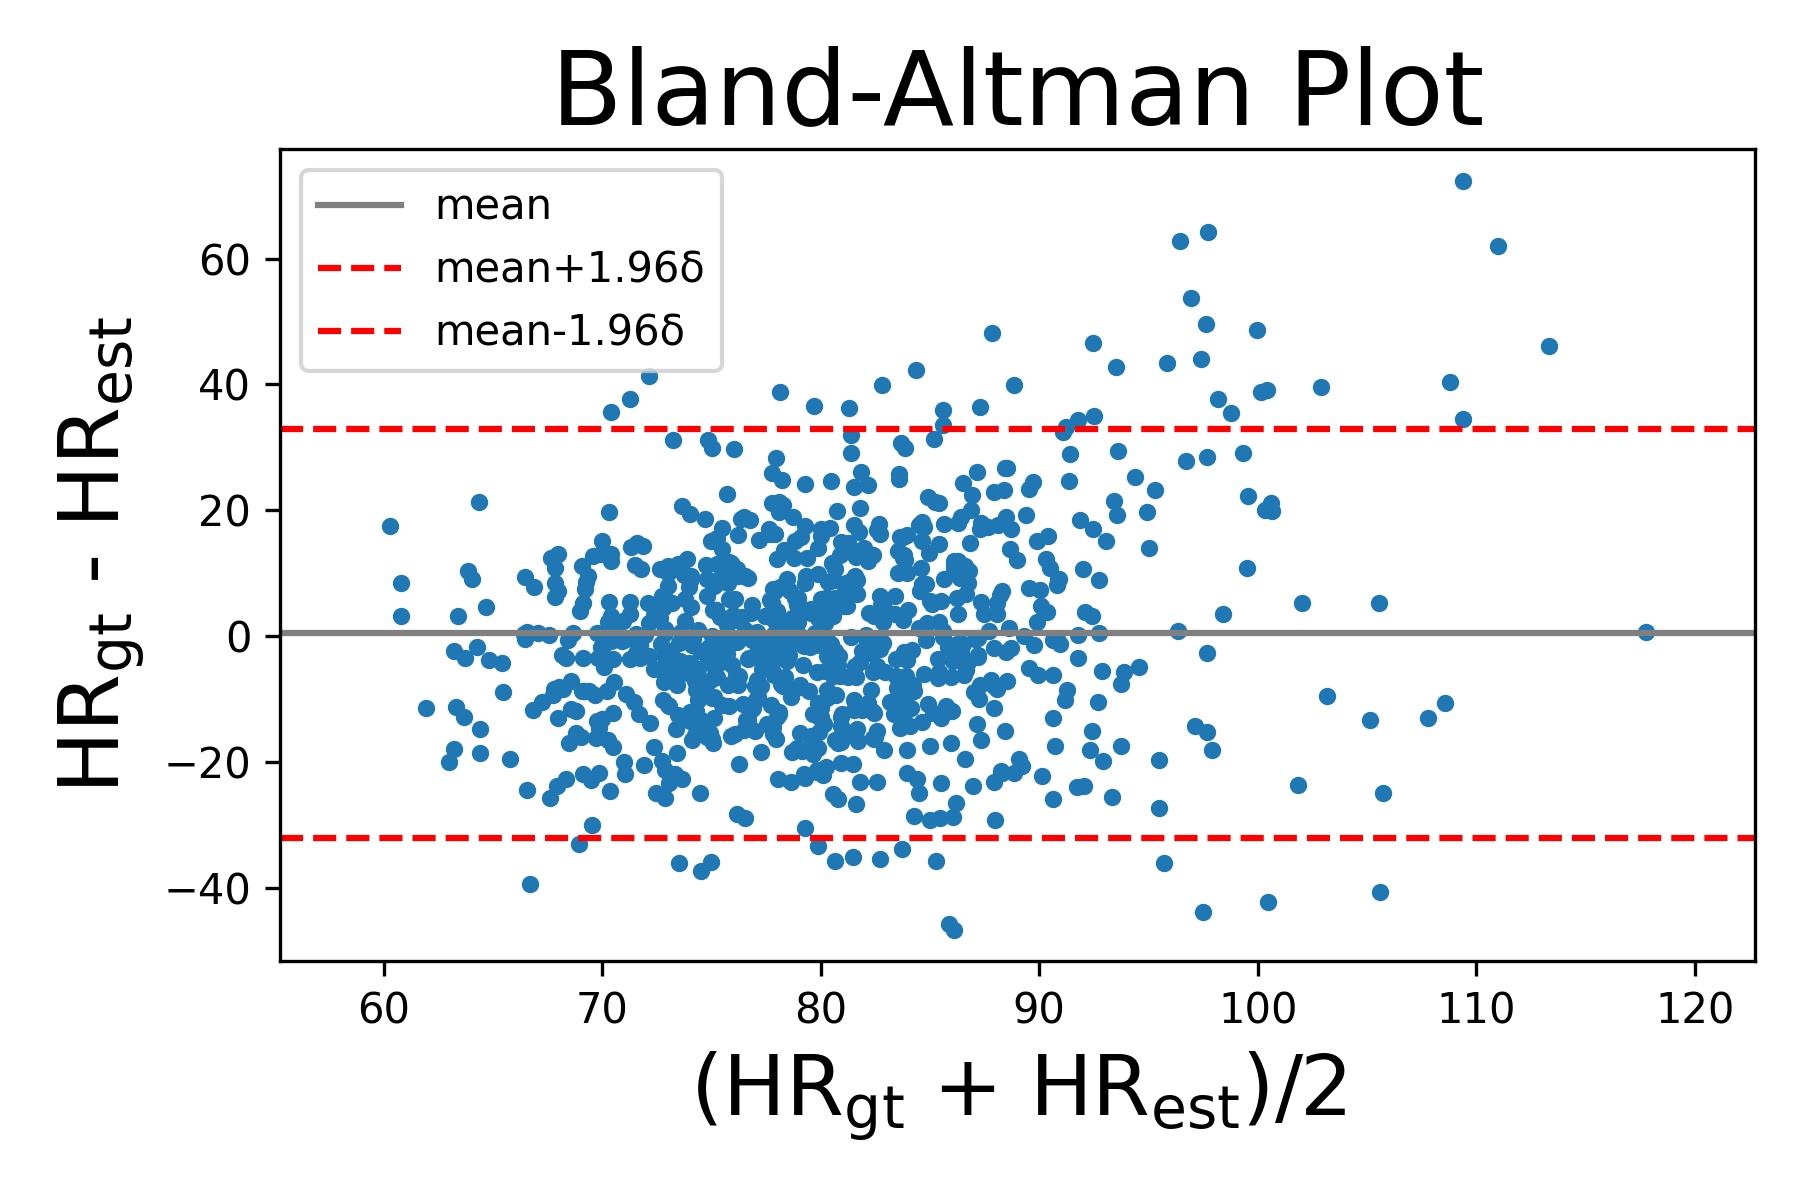 Bland-Altman Plot
mean
mean+1.96δ
mean-1.96δ
HRgt - HRest
60
40
20
0
−20
−40
60 70 80 90 100 110 120
(HRgt + HRest)/2